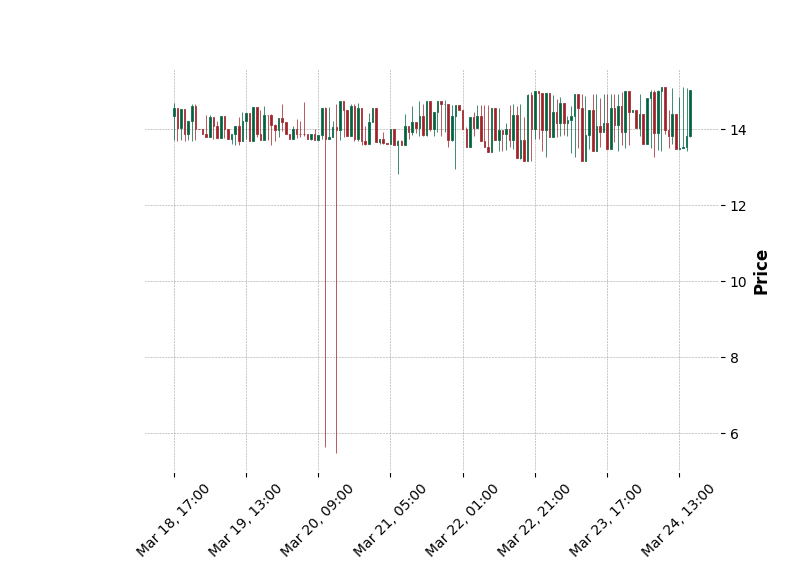 14
12
10
8
6
Price
Mar 18, 17:00
Mar 19, 13:00
Mar 20, 09:00
Mar 21, 05:00
Mar 22, 01:00
Mar 22, 21:00
Mar 23, 17:00
Mar 24, 13:00